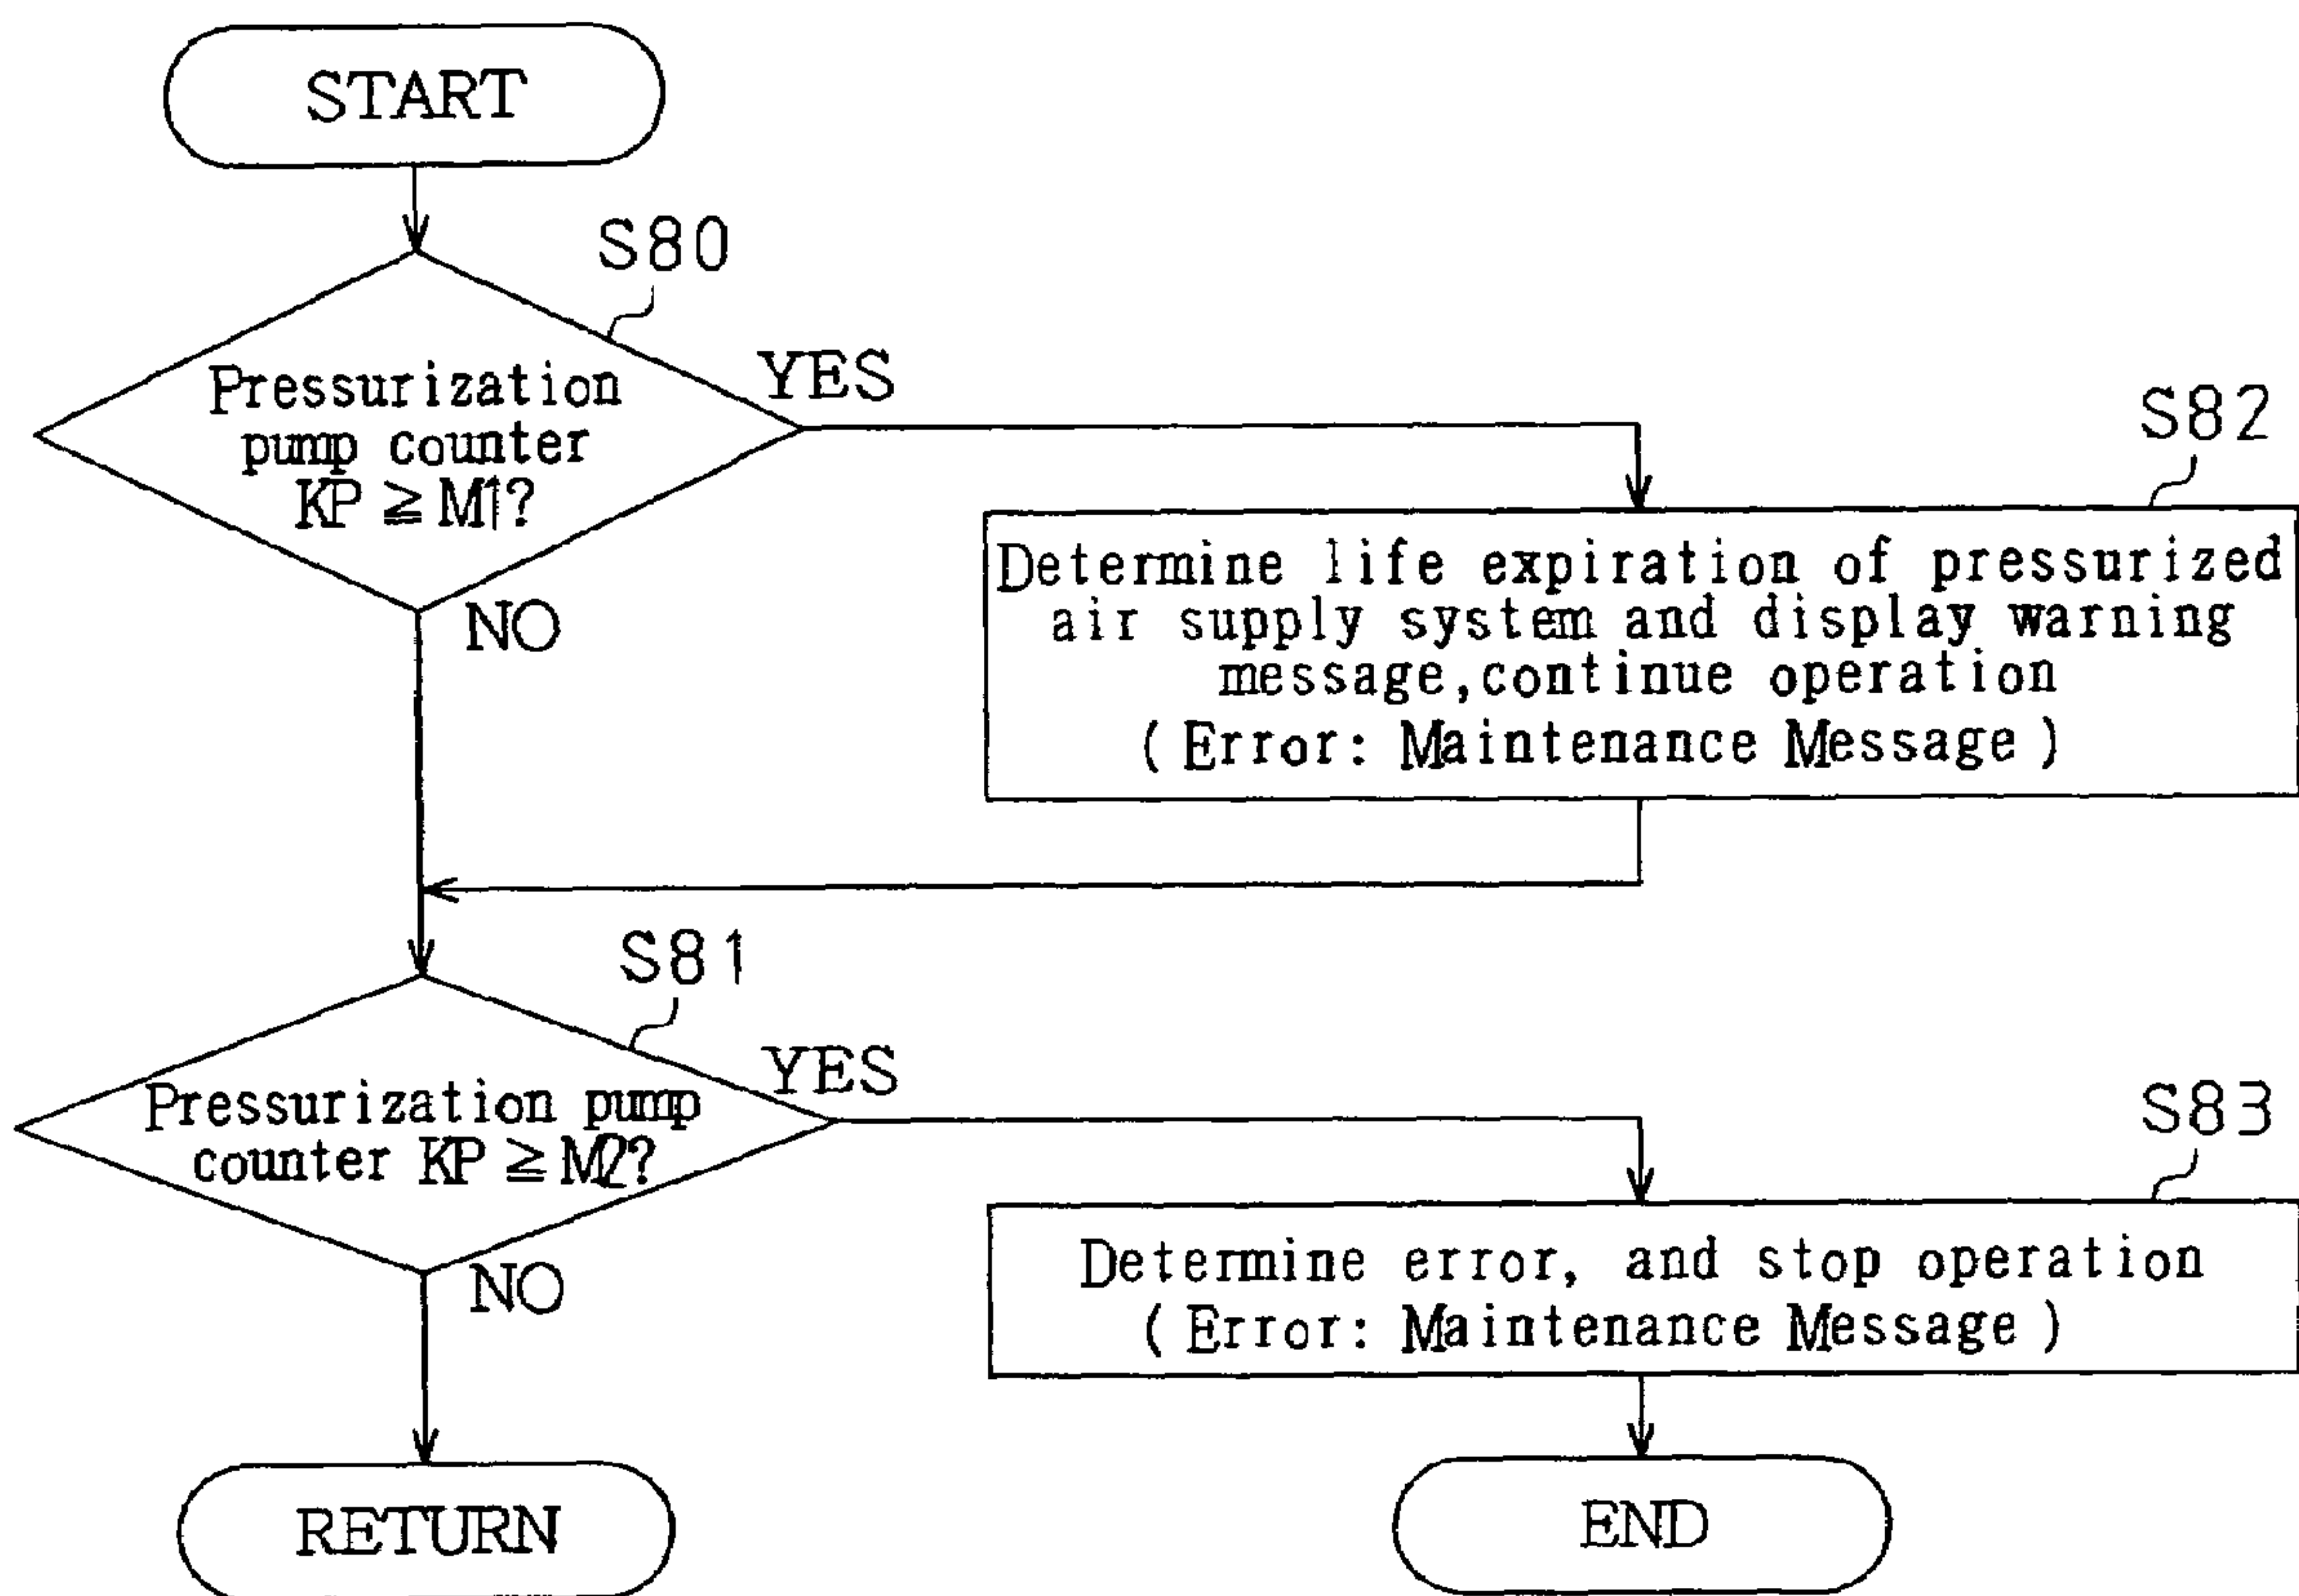 START
S80
Pressurization
pump counter
KP ≧ M1?
YES
NO
S82
Determine life expiration of pressurized
air supply system and display warning
message,continue operation
( Error: Maintenance Message )
S81
Pressurization pump
counter KP ≧ M2?
YES
NO
S83
Determine error, and stop operation
( Error: Maintenance Message )
RETURN
END